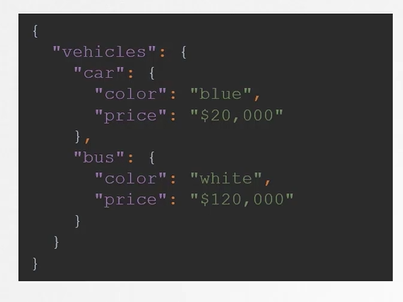 {
  "vehicles": {
    "car": {
      "color": "blue",
      "price": "$20,000"
    },
    "bus": {
      "color": "white",
      "price": "$120,000"
    }
  }
}